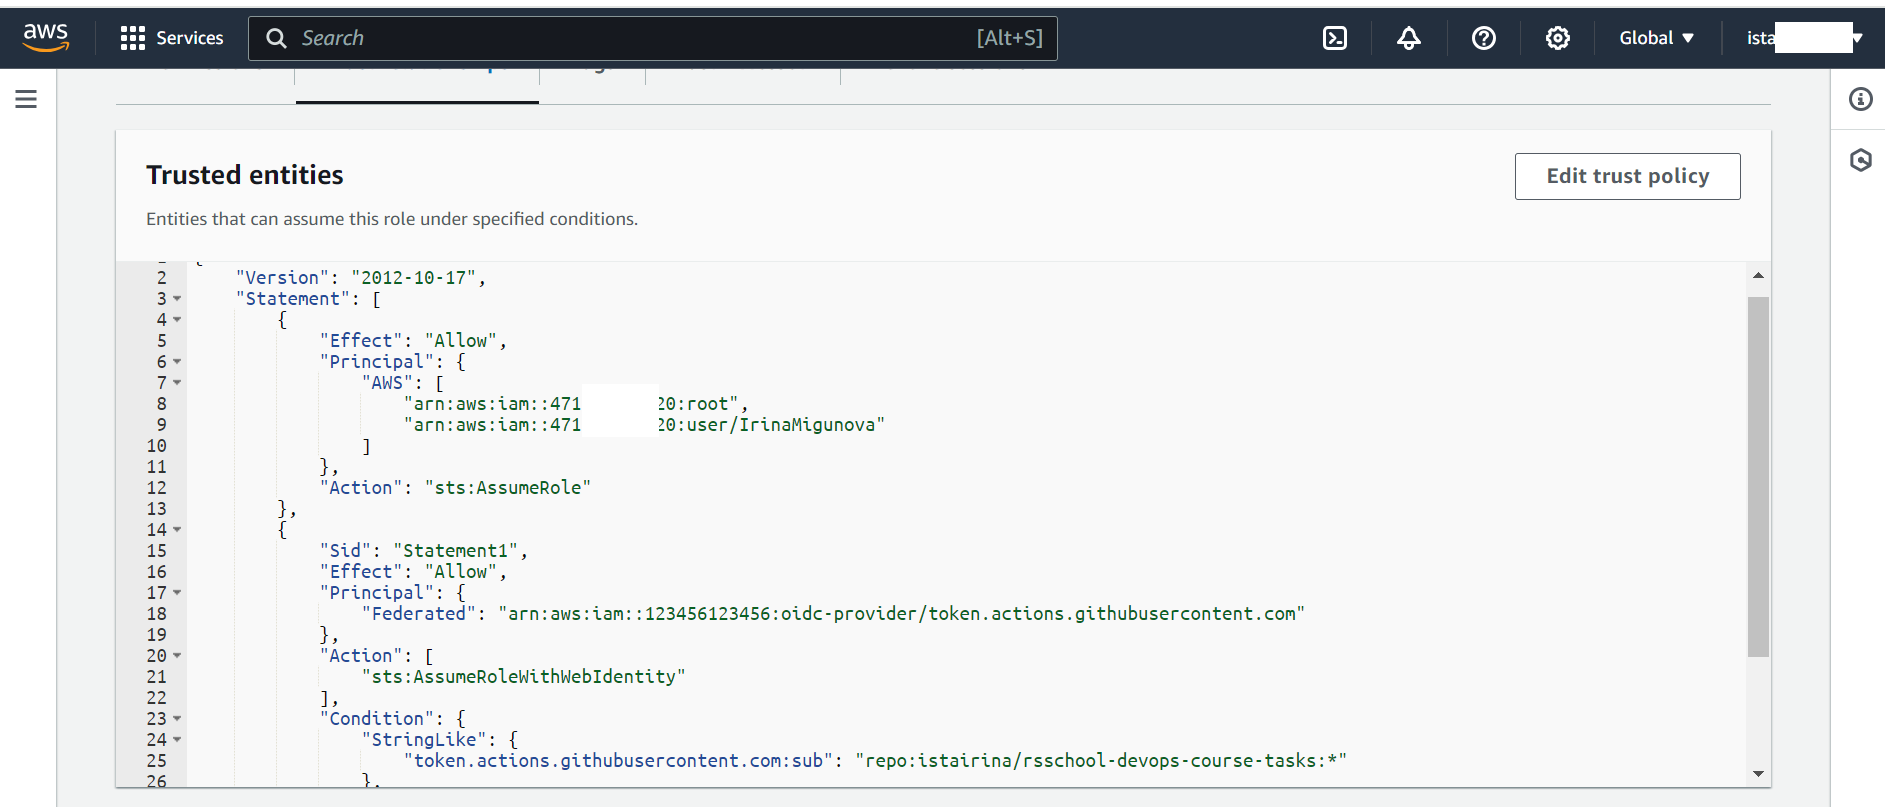 aws
Services
Search
[Alt+S]
Global
ista
Trusted entities
Edit trust policy
Entities that can assume this role under specified conditions.
2 "Version": "2012-10-17",
3 "Statement": [
4 {
5 "Effect": "Allow",
6 "Principal": {
7 "AWS": [
8 "arn:aws:iam::471 20:root",
9 "arn:aws:iam::471 20:user/IrinaMigunova"
10 ]
11 },
12 "Action": "sts:AssumeRole"
13 },
14 {
15 "Sid": "Statement1",
16 "Effect": "Allow",
17 "Principal": {
18 "Federated": "arn:aws:iam::123456123456:oidc-provider/token.actions.githubusercontent.com"
19 },
20 "Action": [
21 "sts:AssumeRoleWithWebIdentity"
22 ],
23 "Condition": {
24 "StringLike": {
25 "token.actions.githubusercontent.com:sub": "repo:istairina/rsschool-devops-course-tasks:*"
26 },